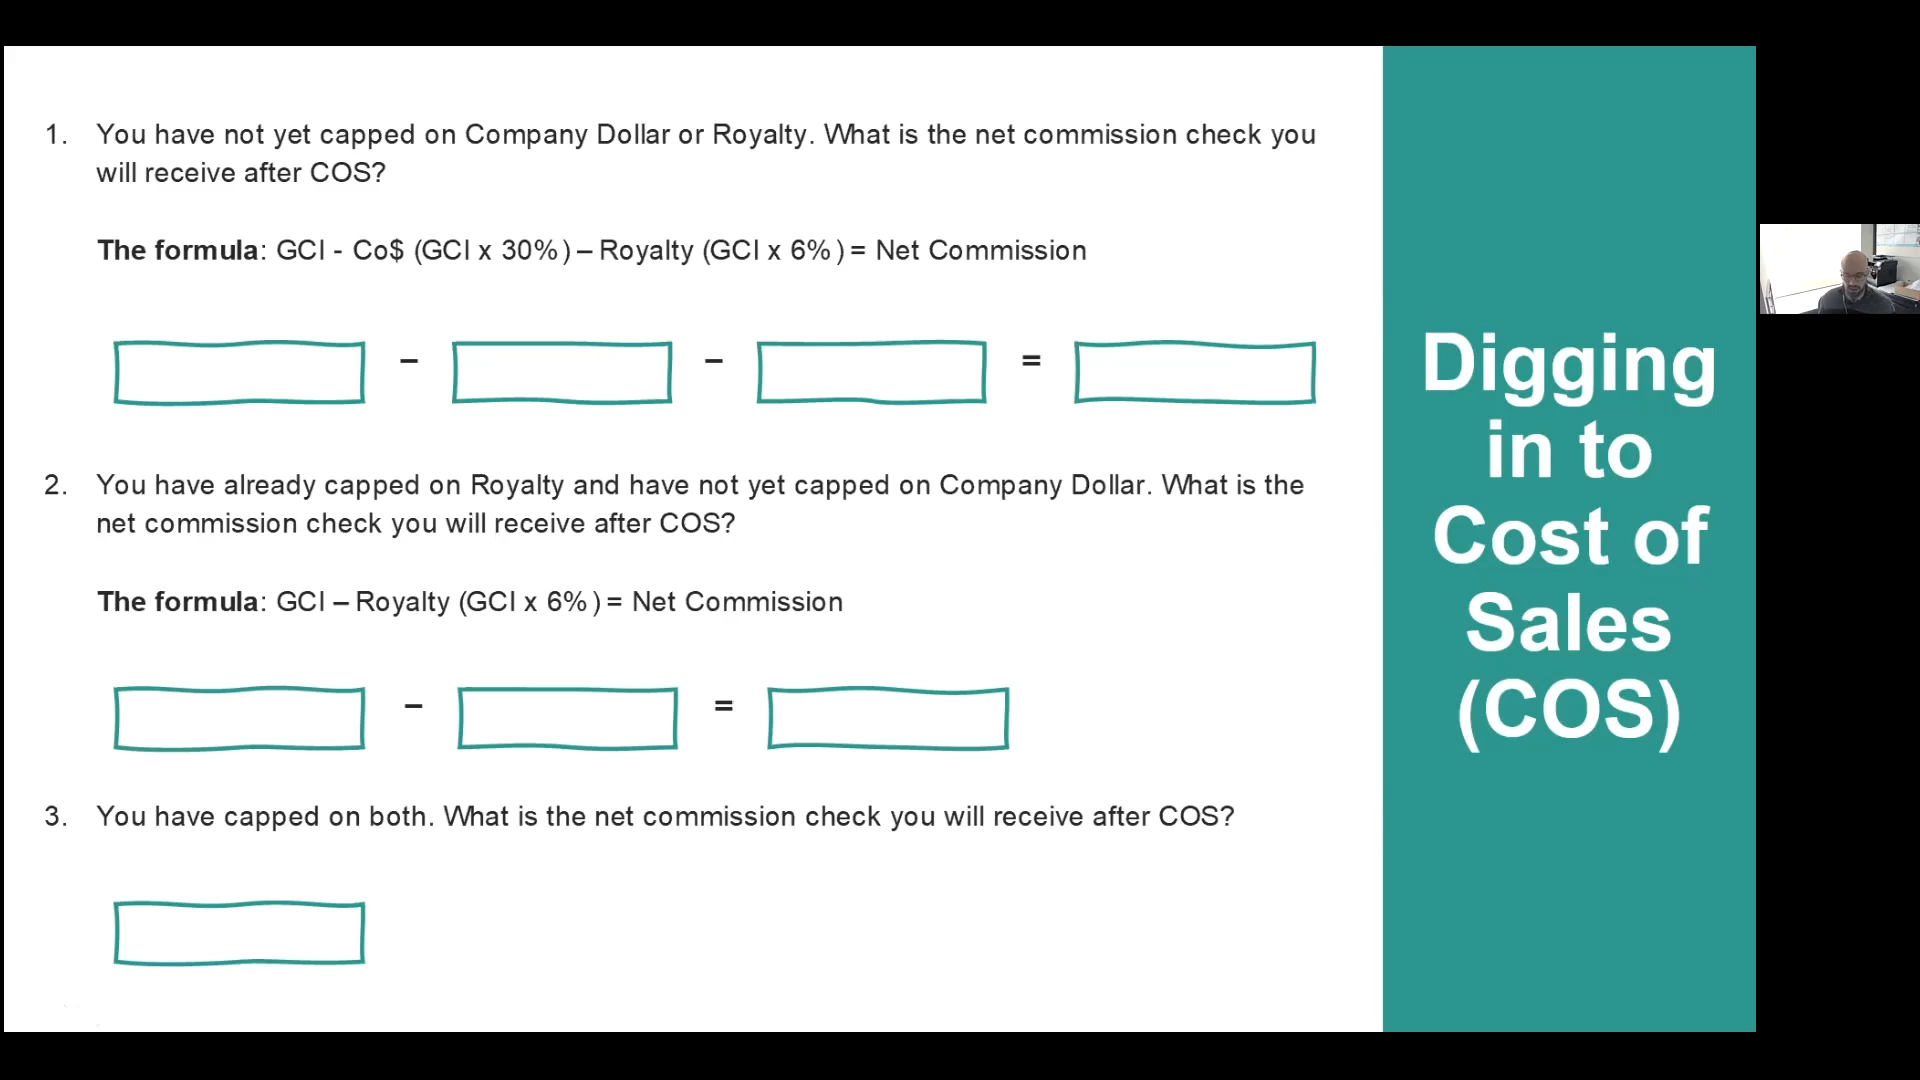 1. You have not yet capped on Company Dollar or Royalty. What is the net commission check you
will receive after COS?
The formula: GCI - Co$ (GCI x 30%) – Royalty (GCI x 6%) = Net Commission
– – =
2. You have already capped on Royalty and have not yet capped on Company Dollar. What is the
net commission check you will receive after COS?
The formula: GCI – Royalty (GCI x 6%) = Net Commission
– =
3. You have capped on both. What is the net commission check you will receive after COS?
Digging
in to
Cost of
Sales
(COS)